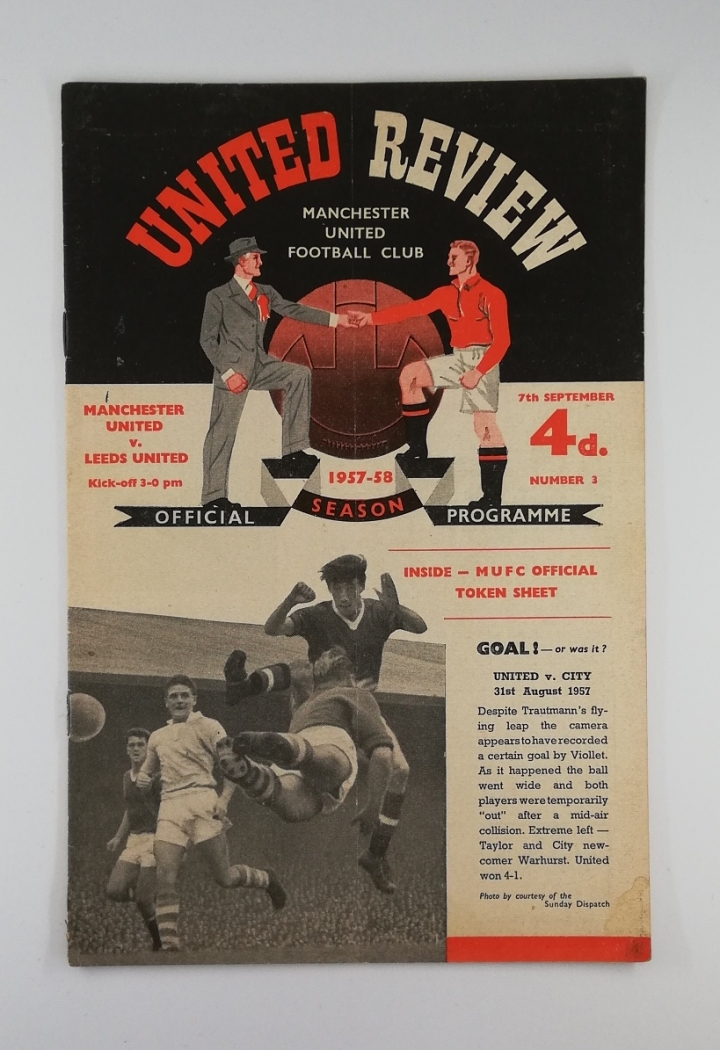 UNITED REVIEW
MANCHESTER
UNITED
FOOTBALL CLUB
MANCHESTER
UNITED
v.
LEEDS UNITED
Kick-off 3-0 pm
7th SEPTEMBER
4d.
NUMBER 3
1957-58
OFFICIAL SEASON PROGRAMME
INSIDE — MUFC OFFICIAL
TOKEN SHEET
GOAL! — or was it ?
UNITED v. CITY
31st August 1957
Despite Trautmann's fly-
ing leap the camera
appears to have recorded
a certain goal by Viollet.
As it happened the ball
went wide and both
players were temporarily
"out" after a mid-air
collision. Extreme left —
Taylor and City new-
comer Warhurst. United
won 4-1.
Photo by courtesy of the
Sunday Dispatch